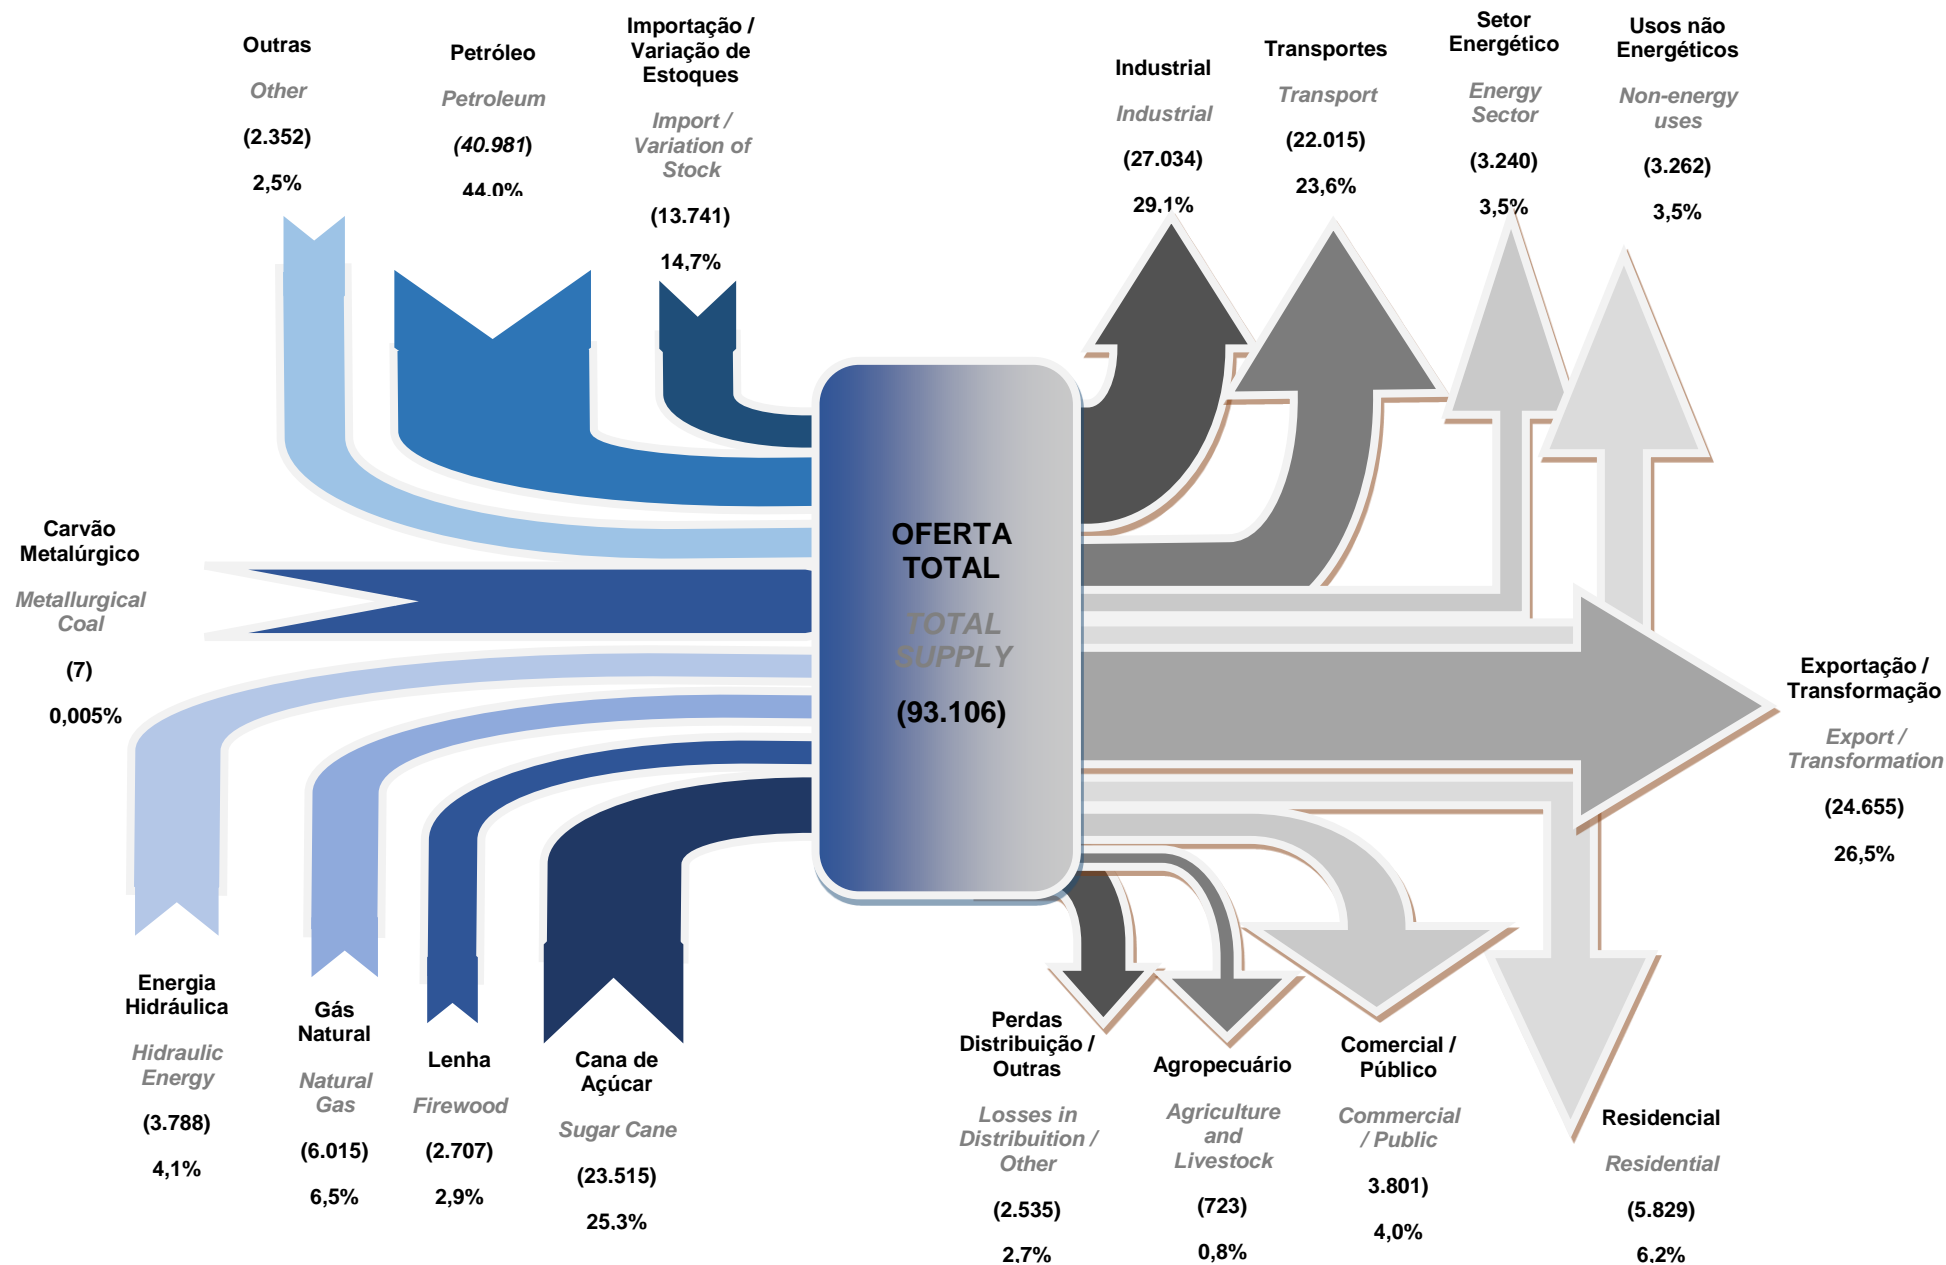 Outras
Other
(2.352)
2,5%
Petróleo
Petroleum
(40.981)
44,0%
Importação /
Variação de
Estoques
Import /
Variation of
Stock
(13.741)
14,7%
Industrial
Industrial
(27.034)
29,1%
Transportes
Transport
(22.015)
23,6%
Setor
Energético
Energy
Sector
(3.240)
3,5%
Usos não
Energéticos
Non-energy
uses
(3.262)
3,5%
Carvão
Metalúrgico
Metallurgical
Coal
(7)
0,005%
OFERTA
TOTAL
TOTAL
SUPPLY
(93.106)
Exportação /
Transformação
Export /
Transformation
(24.655)
26,5%
Energia
Hidráulica
Hidraulic
Energy
(3.788)
4,1%
Gás
Natural
Natural
Gas
(6.015)
6,5%
Lenha
Firewood
(2.707)
2,9%
Cana de
Açúcar
Sugar Cane
(23.515)
25,3%
Perdas
Distribuição /
Outras
Losses in
Distribuition /
Other
(2.535)
2,7%
Agropecuário
Agriculture
and
Livestock
(723)
0,8%
Comercial /
Público
Commercial
/ Public
3.801)
4,0%
Residencial
Residential
(5.829)
6,2%